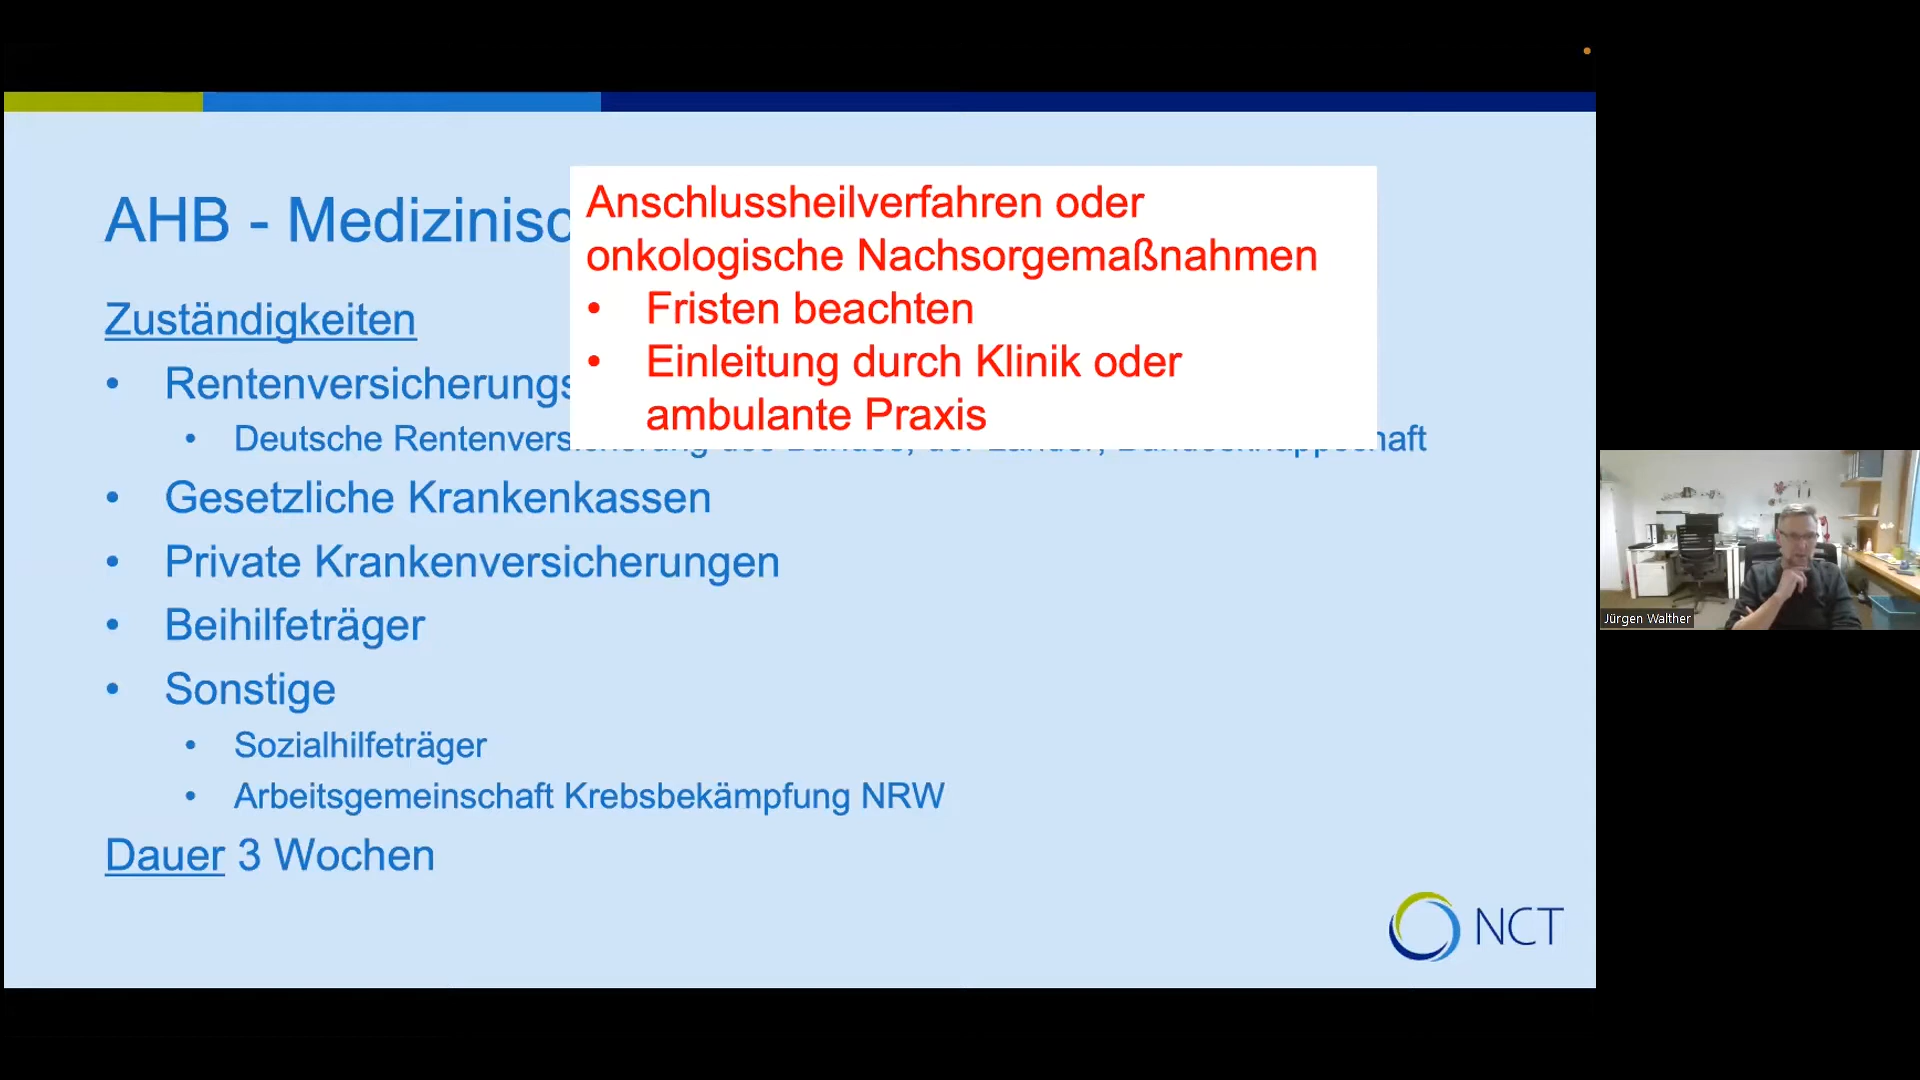 AHB - Medizinisc
Anschlussheilverfahren oder
onkologische Nachsorgemaßnahmen
• Fristen beachten
• Einleitung durch Klinik oder
ambulante Praxis
Zuständigkeiten
• Rentenversicherungs
• Deutsche Rentenversicherung des Bundes, der Länder, Bundesknappschaft
• Gesetzliche Krankenkassen
• Private Krankenversicherungen
• Beihilfeträger
• Sonstige
• Sozialhilfeträger
• Arbeitsgemeinschaft Krebsbekämpfung NRW
Dauer 3 Wochen
NCT
Jürgen Walther